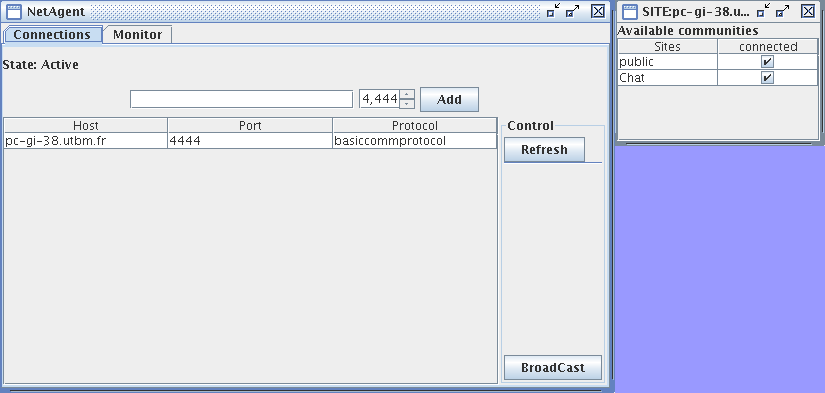 NetAgent
Connections Monitor
State: Active
4,444 Add
Host Port Protocol
pc-gi-38.utbm.fr 4444 basiccommprotocol
Control
Refresh
BroadCast
SITE:pc-gi-38.u...
Available communities
Sites connected
public
Chat